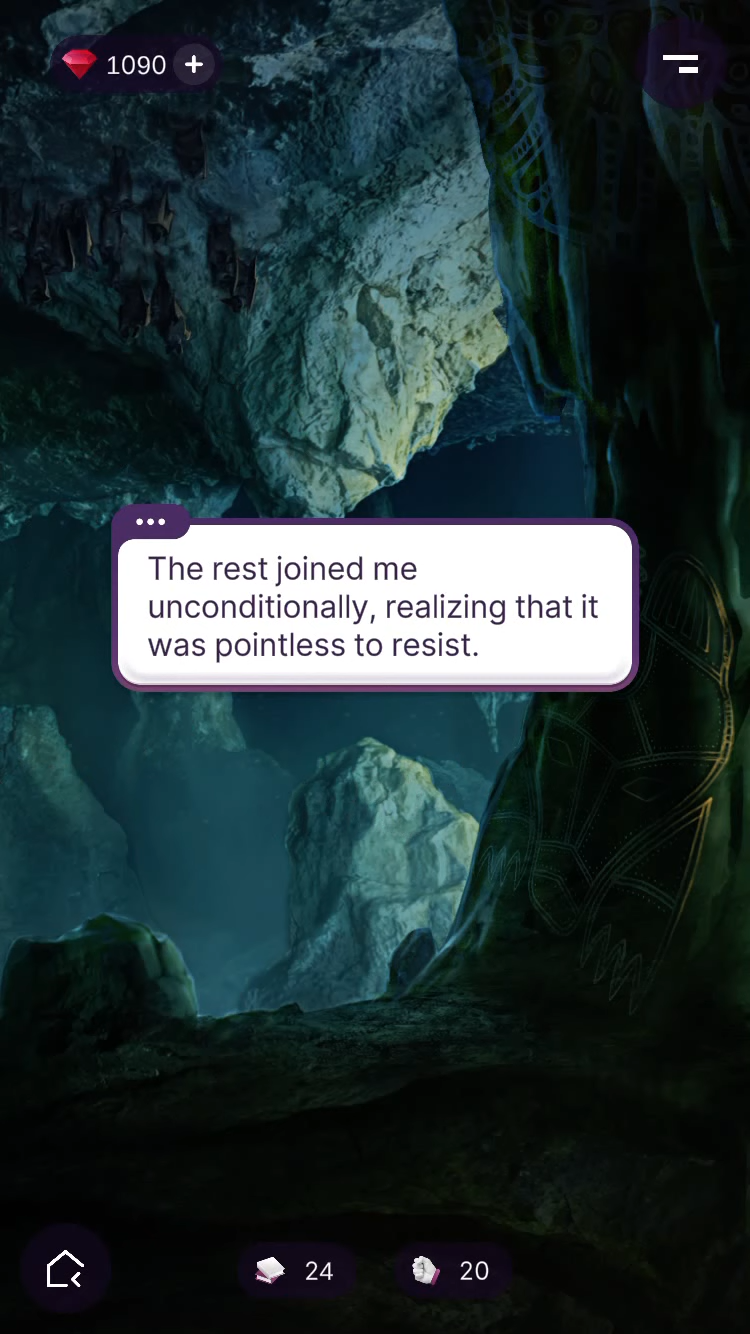 1090
The rest joined me
unconditionally, realizing that it
was pointless to resist.
24
20